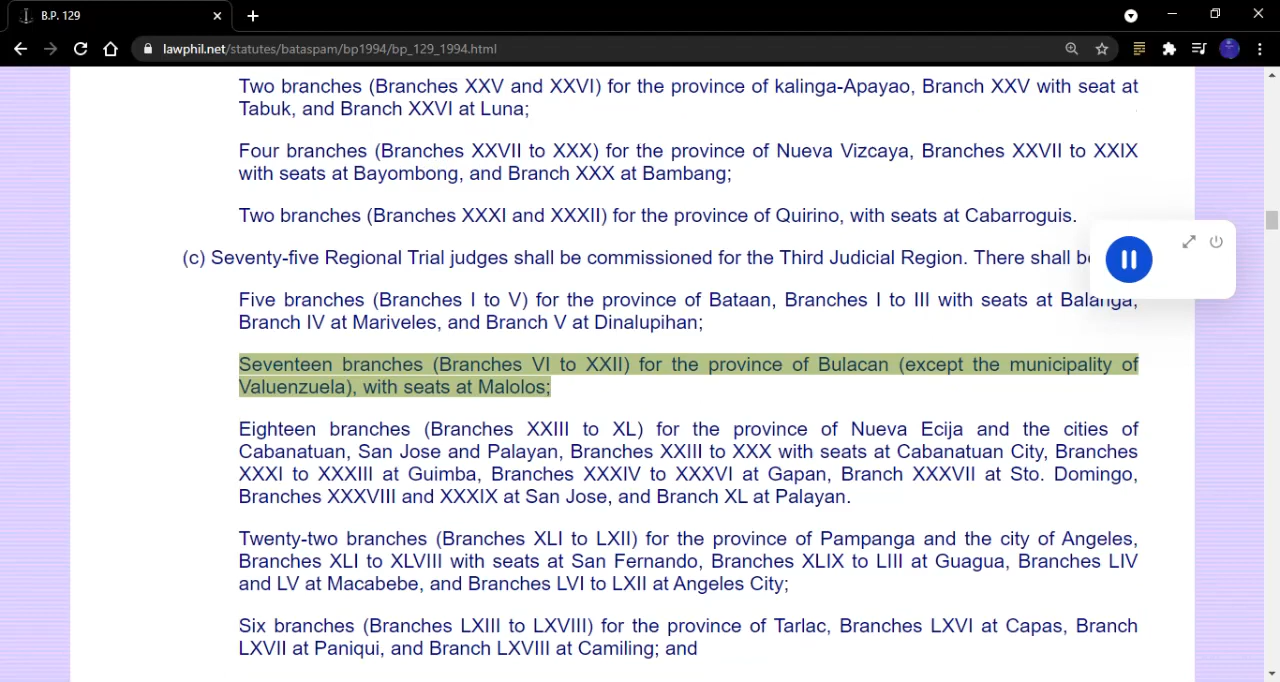 B.P. 129
lawphil.net/statutes/bataspam/bp1994/bp_129_1994.html
Two branches (Branches XXV and XXVI) for the province of kalinga-Apayao, Branch XXV with seat at
Tabuk, and Branch XXVI at Luna;
Four branches (Branches XXVII to XXX) for the province of Nueva Vizcaya, Branches XXVII to XXIX
with seats at Bayombong, and Branch XXX at Bambang;
Two branches (Branches XXXI and XXXII) for the province of Quirino, with seats at Cabarroguis.
(c) Seventy-five Regional Trial judges shall be commissioned for the Third Judicial Region. There shall be
Five branches (Branches I to V) for the province of Bataan, Branches I to III with seats at Balanga,
Branch IV at Mariveles, and Branch V at Dinalupihan;
Seventeen branches (Branches VI to XXII) for the province of Bulacan (except the municipality of
Valuenzuela), with seats at Malolos;
Eighteen branches (Branches XXIII to XL) for the province of Nueva Ecija and the cities of
Cabanatuan, San Jose and Palayan, Branches XXIII to XXX with seats at Cabanatuan City, Branches
XXXI to XXXIII at Guimba, Branches XXXIV to XXXVI at Gapan, Branch XXXVII at Sto. Domingo,
Branches XXXVIII and XXXIX at San Jose, and Branch XL at Palayan.
Twenty-two branches (Branches XLI to LXII) for the province of Pampanga and the city of Angeles,
Branches XLI to XLVIII with seats at San Fernando, Branches XLIX to LIII at Guagua, Branches LIV
and LV at Macabebe, and Branches LVI to LXII at Angeles City;
Six branches (Branches LXIII to LXVIII) for the province of Tarlac, Branches LXVI at Capas, Branch
LXVII at Paniqui, and Branch LXVIII at Camiling; and